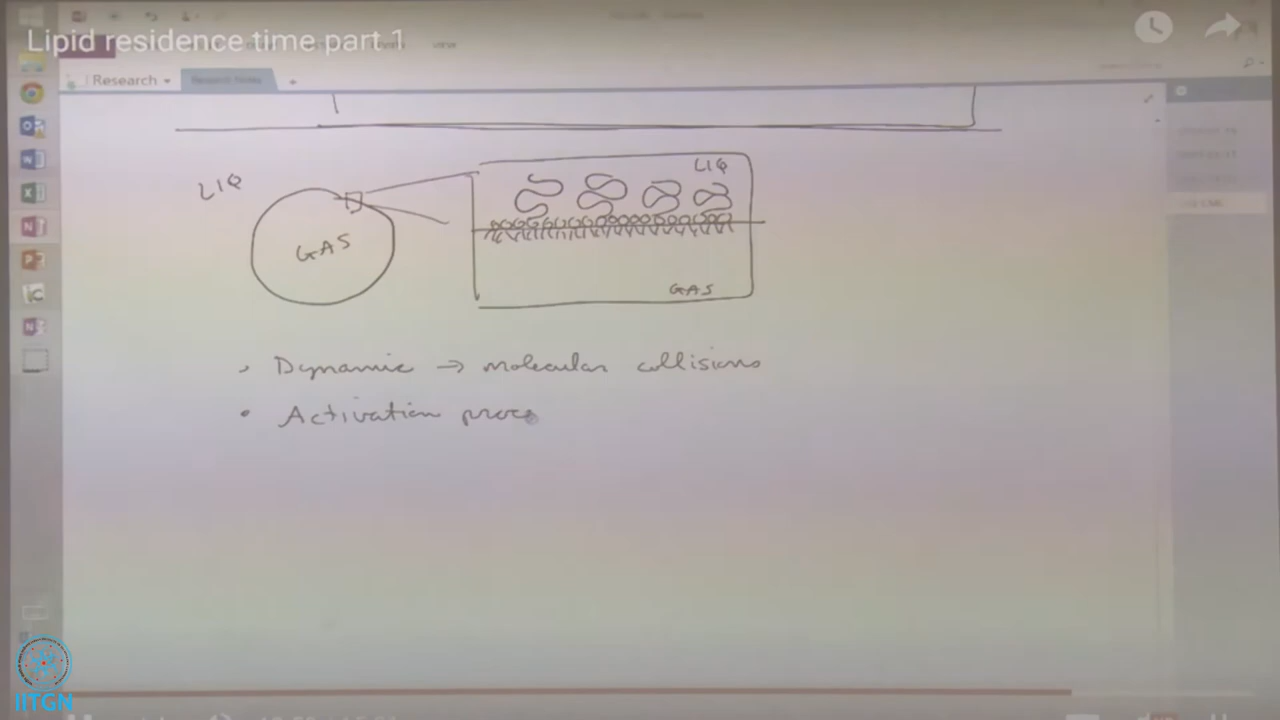 Lipid residence time part 1
Research
LIQ
GAS
LIQ
GAS
Dynamic → molecular collisions
• Activation proce
IITGN